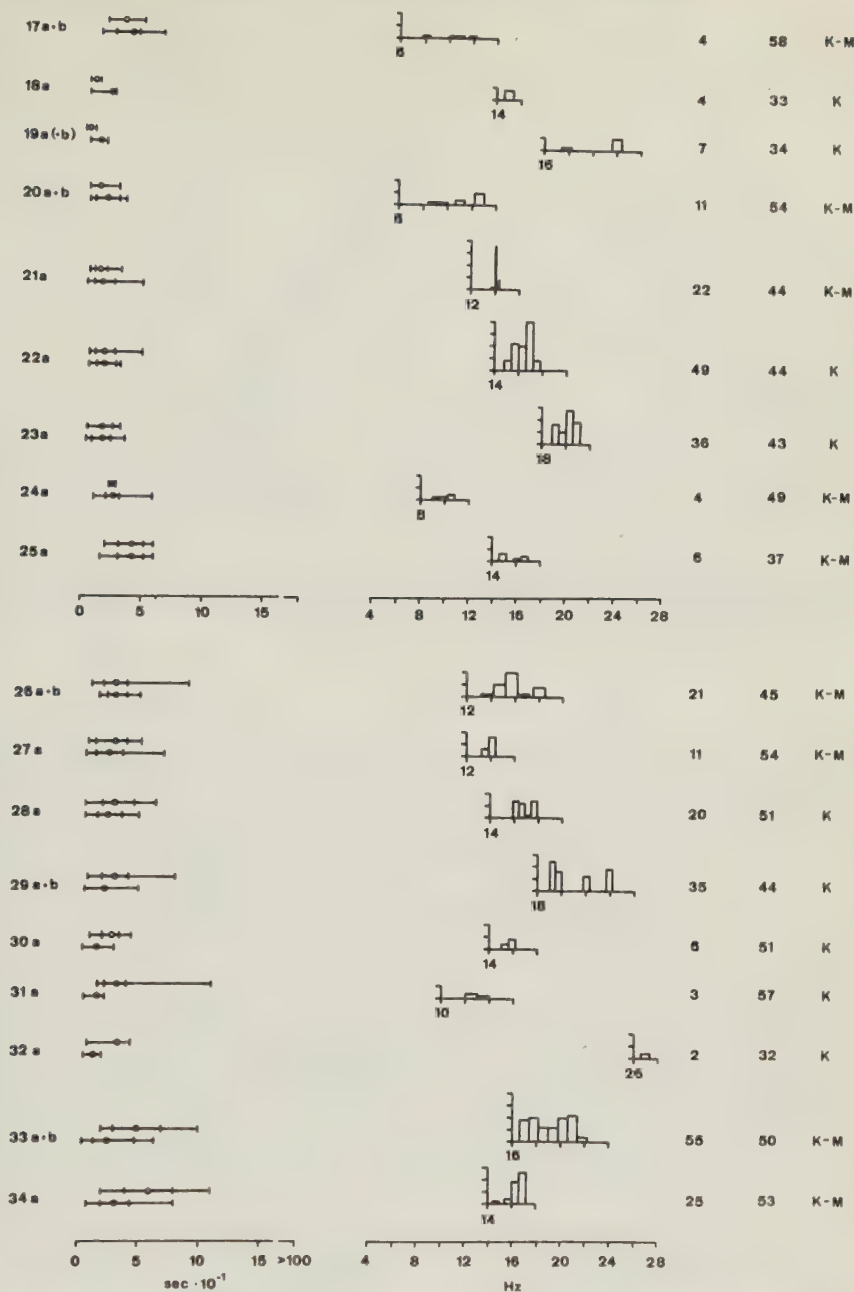 17a·b 6 4 58 K-M
18a 14 4 33 K
19a(·b) 16 7 34 K
20a·b 6 11 54 K-M
21a 12 22 44 K-M
22a 14 49 44 K
23a 18 36 43 K
24a 8 4 49 K-M
25a 14 6 37 K-M
0 5 10 15 4 8 12 16 20 24 28
26a·b 12 21 45 K-M
27a 12 11 54 K-M
28a 14 20 51 K
29a·b 18 35 44 K
30a 14 6 51 K
31a 10 3 57 K
32a 26 2 32 K
33a·b 16 55 50 K-M
34a 14 25 53 K-M
0 5 10 15 >100 4 8 12 16 20 24 28
sec·10⁻¹ Hz